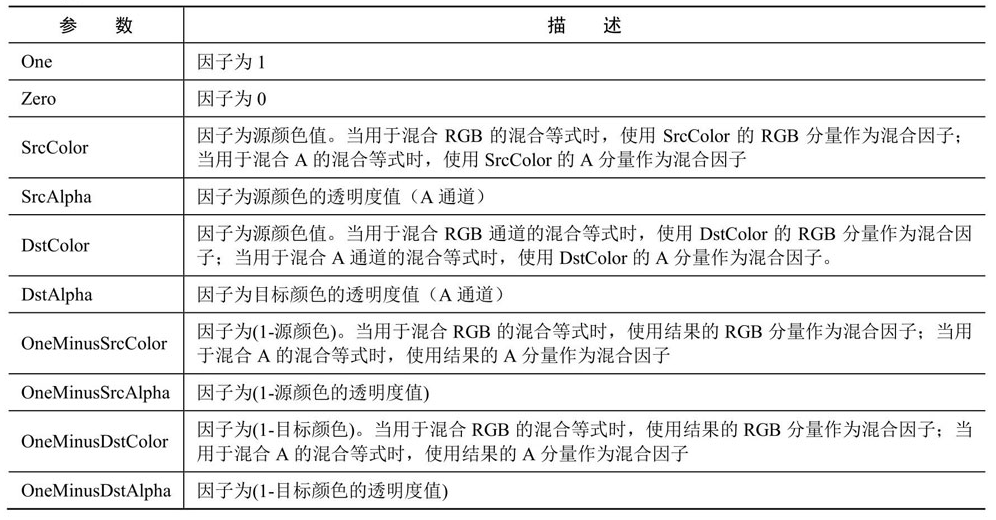 参 数 描 述
One 因子为 1
Zero 因子为 0
SrcColor 因子为源颜色值。当用于混合 RGB 的混合等式时，使用 SrcColor 的 RGB 分量作为混合因子；
当用于混合 A 的混合等式时，使用 SrcColor 的 A 分量作为混合因子
SrcAlpha 因子为源颜色的透明度值（A 通道）
DstColor 因子为源颜色值。当用于混合 RGB 通道的混合等式时，使用 DstColor 的 RGB 分量作为混合因
子；当用于混合 A 通道的混合等式时，使用 DstColor 的 A 分量作为混合因子。
DstAlpha 因子为目标颜色的透明度值（A 通道）
OneMinusSrcColor 因子为(1-源颜色)。当用于混合 RGB 的混合等式时，使用结果的 RGB 分量作为混合因子；当用
于混合 A 的混合等式时，使用结果的 A 分量作为混合因子
OneMinusSrcAlpha 因子为(1-源颜色的透明度值)
OneMinusDstColor 因子为(1-目标颜色)。当用于混合 RGB 的混合等式时，使用结果的 RGB 分量作为混合因子；当
用于混合 A 的混合等式时，使用结果的 A 分量作为混合因子
OneMinusDstAlpha 因子为(1-目标颜色的透明度值)